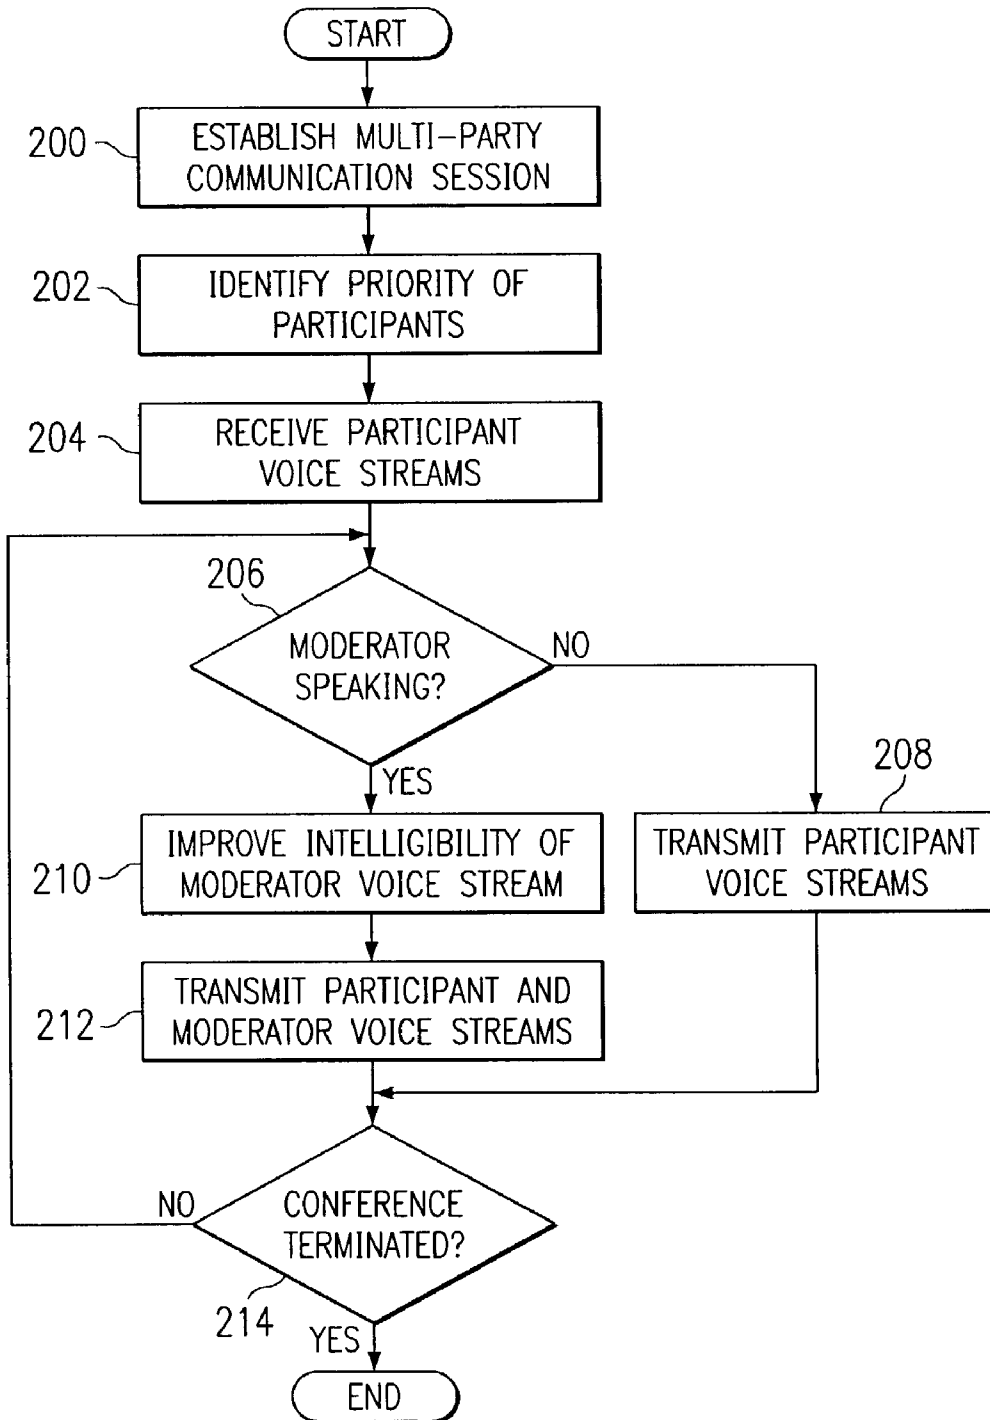 START
200
ESTABLISH MULTI-PARTY
COMMUNICATION SESSION
202
IDENTIFY PRIORITY OF
PARTICIPANTS
204
RECEIVE PARTICIPANT
VOICE STREAMS
206
MODERATOR
SPEAKING?
NO
YES
208
TRANSMIT PARTICIPANT
VOICE STREAMS
210
IMPROVE INTELLIGIBILITY OF
MODERATOR VOICE STREAM
212
TRANSMIT PARTICIPANT AND
MODERATOR VOICE STREAMS
NO
CONFERENCE
TERMINATED?
214
YES
END